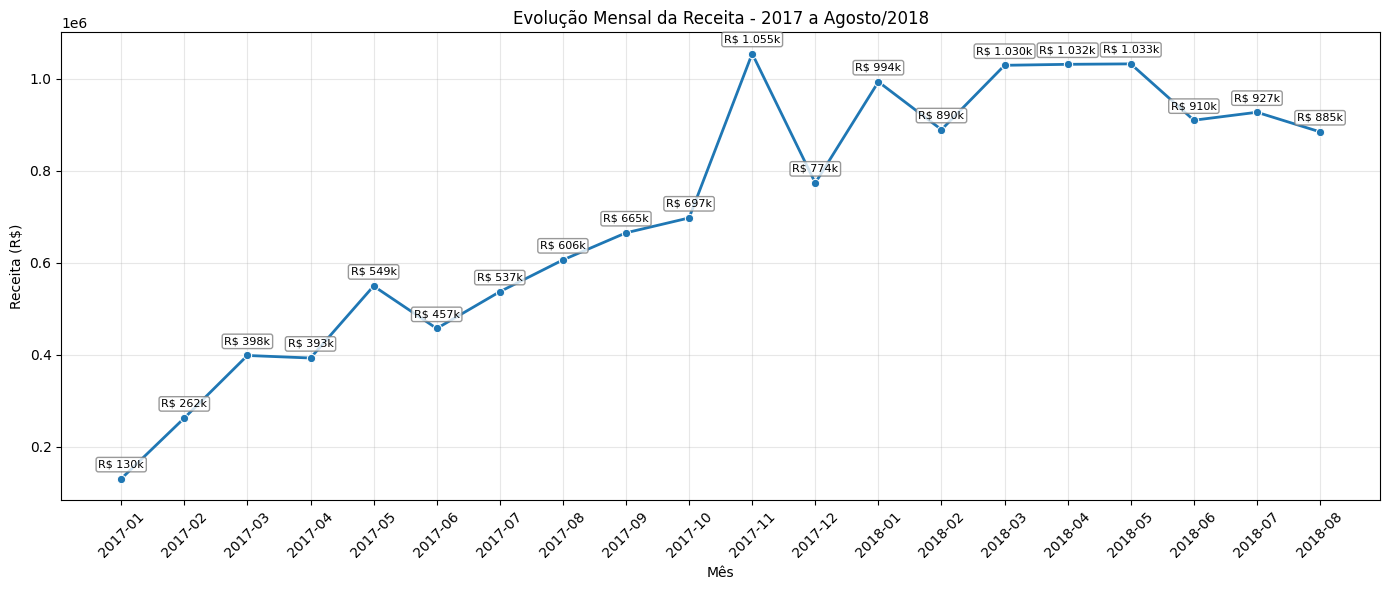 Evolução Mensal da Receita - 2017 a Agosto/2018
1e6
Receita (R$)
1.0
0.8
0.6
0.4
0.2
R$ 130k
R$ 262k
R$ 398k
R$ 393k
R$ 549k
R$ 457k
R$ 537k
R$ 606k
R$ 665k
R$ 697k
R$ 1.055k
R$ 774k
R$ 994k
R$ 890k
R$ 1.030k
R$ 1.032k
R$ 1.033k
R$ 910k
R$ 927k
R$ 885k
2017-01
2017-02
2017-03
2017-04
2017-05
2017-06
2017-07
2017-08
2017-09
2017-10
2017-11
2017-12
2018-01
2018-02
2018-03
2018-04
2018-05
2018-06
2018-07
2018-08
Mês